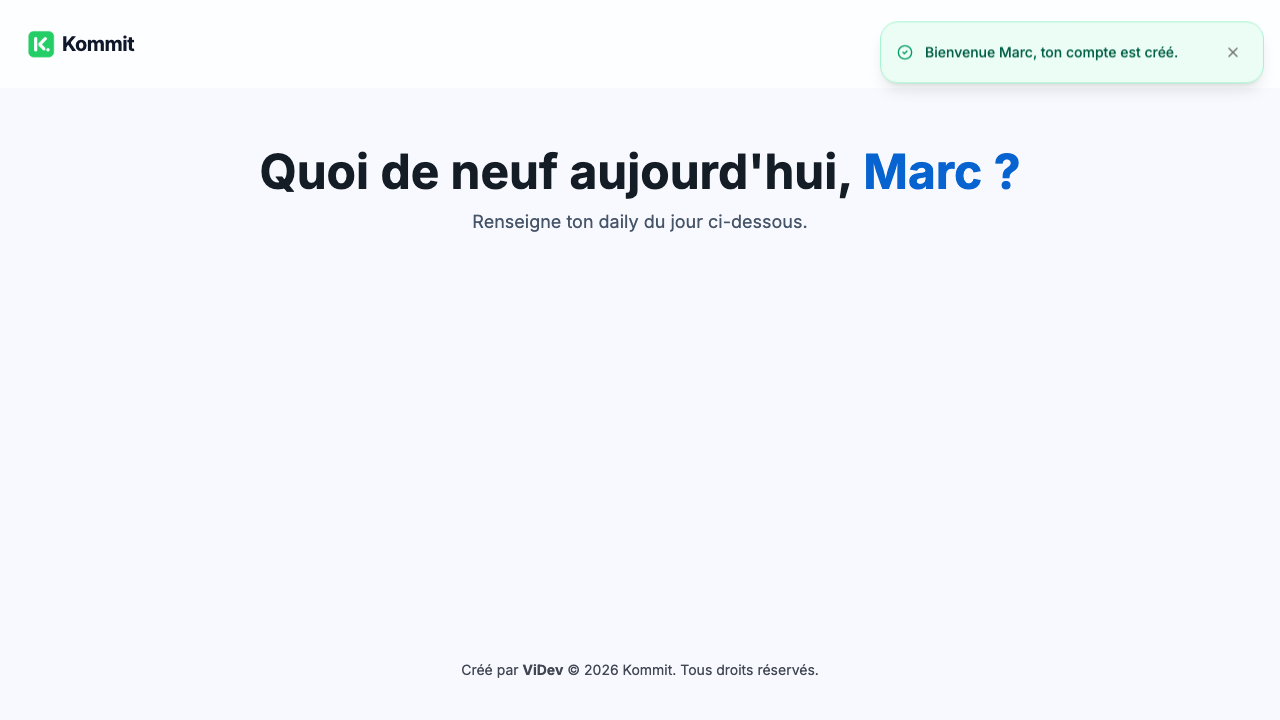 Kommit
Bienvenue Marc, ton compte est créé.
Quoi de neuf aujourd'hui, Marc ?
Renseigne ton daily du jour ci-dessous.
Créé par ViDev © 2026 Kommit. Tous droits réservés.